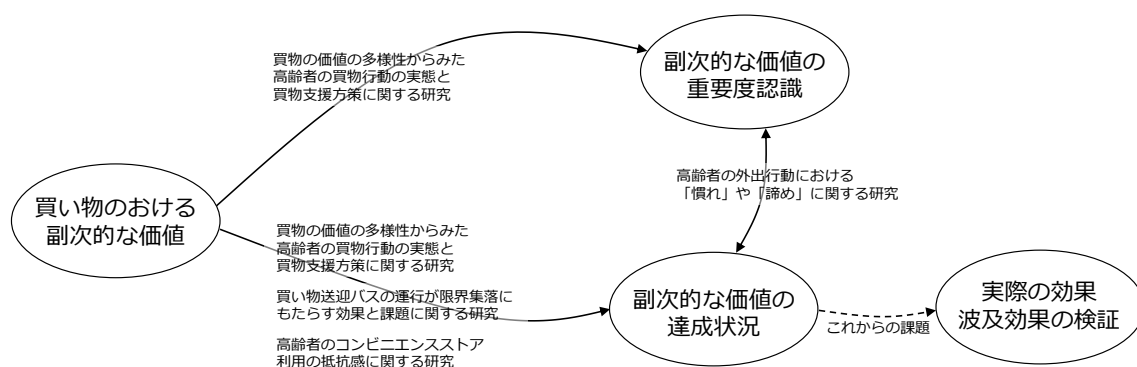 買物の価値の多様性からみた
高齢者の買物行動の実態と
買物支援方策に関する研究
副次的な価値の
重要度認識
高齢者の外出行動における
「慣れ」や「諦め」に関する研究
買い物のおける
副次的な価値
買物の価値の多様性からみた
高齢者の買物行動の実態と
買物支援方策に関する研究
買い物送迎バスの運行が限界集落に
もたらす効果と課題に関する研究
高齢者のコンビニエンスストア
利用の抵抗感に関する研究
副次的な価値の
達成状況
これからの課題
実際の効果
波及効果の検証